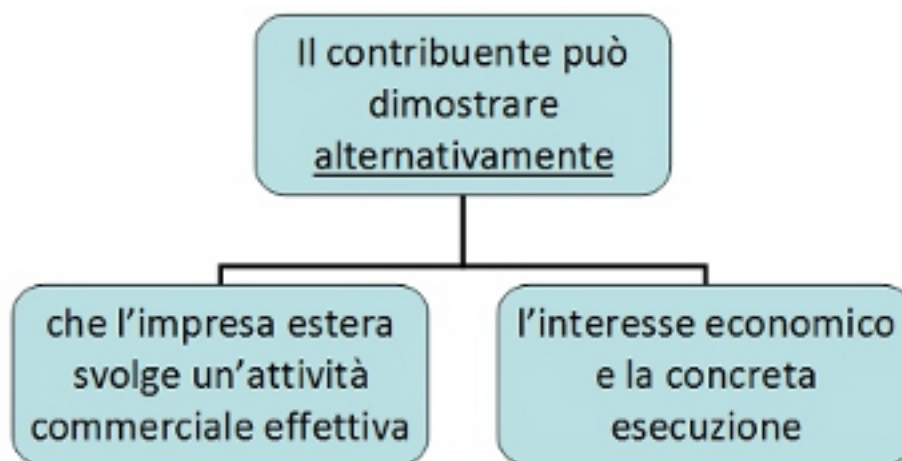 Il contribuente può
dimostrare
alternativamente
che l'impresa estera
svolge un'attività
commerciale effettiva
l'interesse economico
e la concreta
esecuzione